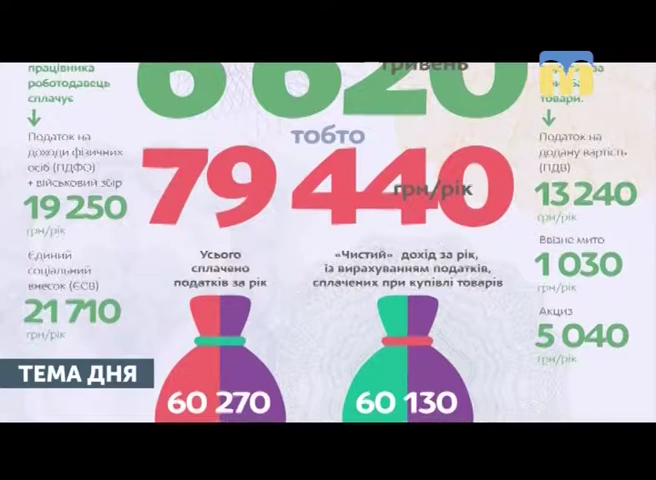 працівника
роботодавець
сплачує
Податок на
доходи фізичних
осіб (ПДФО)
+ військовий збір
19 250
грн/рік
Єдиний
соціальний
внесок (ЄСВ)
21 710
грн/рік
6 620
гривень
тобто
79 440
грн/рік
Усього
сплачено
податків за рік
60 270
«Чистий» дохід за рік,
із вирахуванням податків,
сплачених при купівлі товарів
60 130
товари.
Податок на
додану вартість
(ПДВ)
13 240
грн/рік
Ввізне мито
1 030
грн/рік
Акциз
5 040
грн/рік
ТЕМА ДНЯ